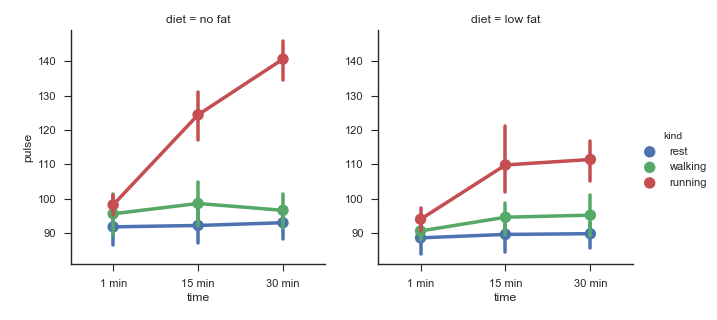 diet = no fat
diet = low fat
pulse
140
130
120
110
100
90
1 min
15 min
30 min
time
140
130
120
110
100
90
1 min
15 min
30 min
time
kind
rest
walking
running